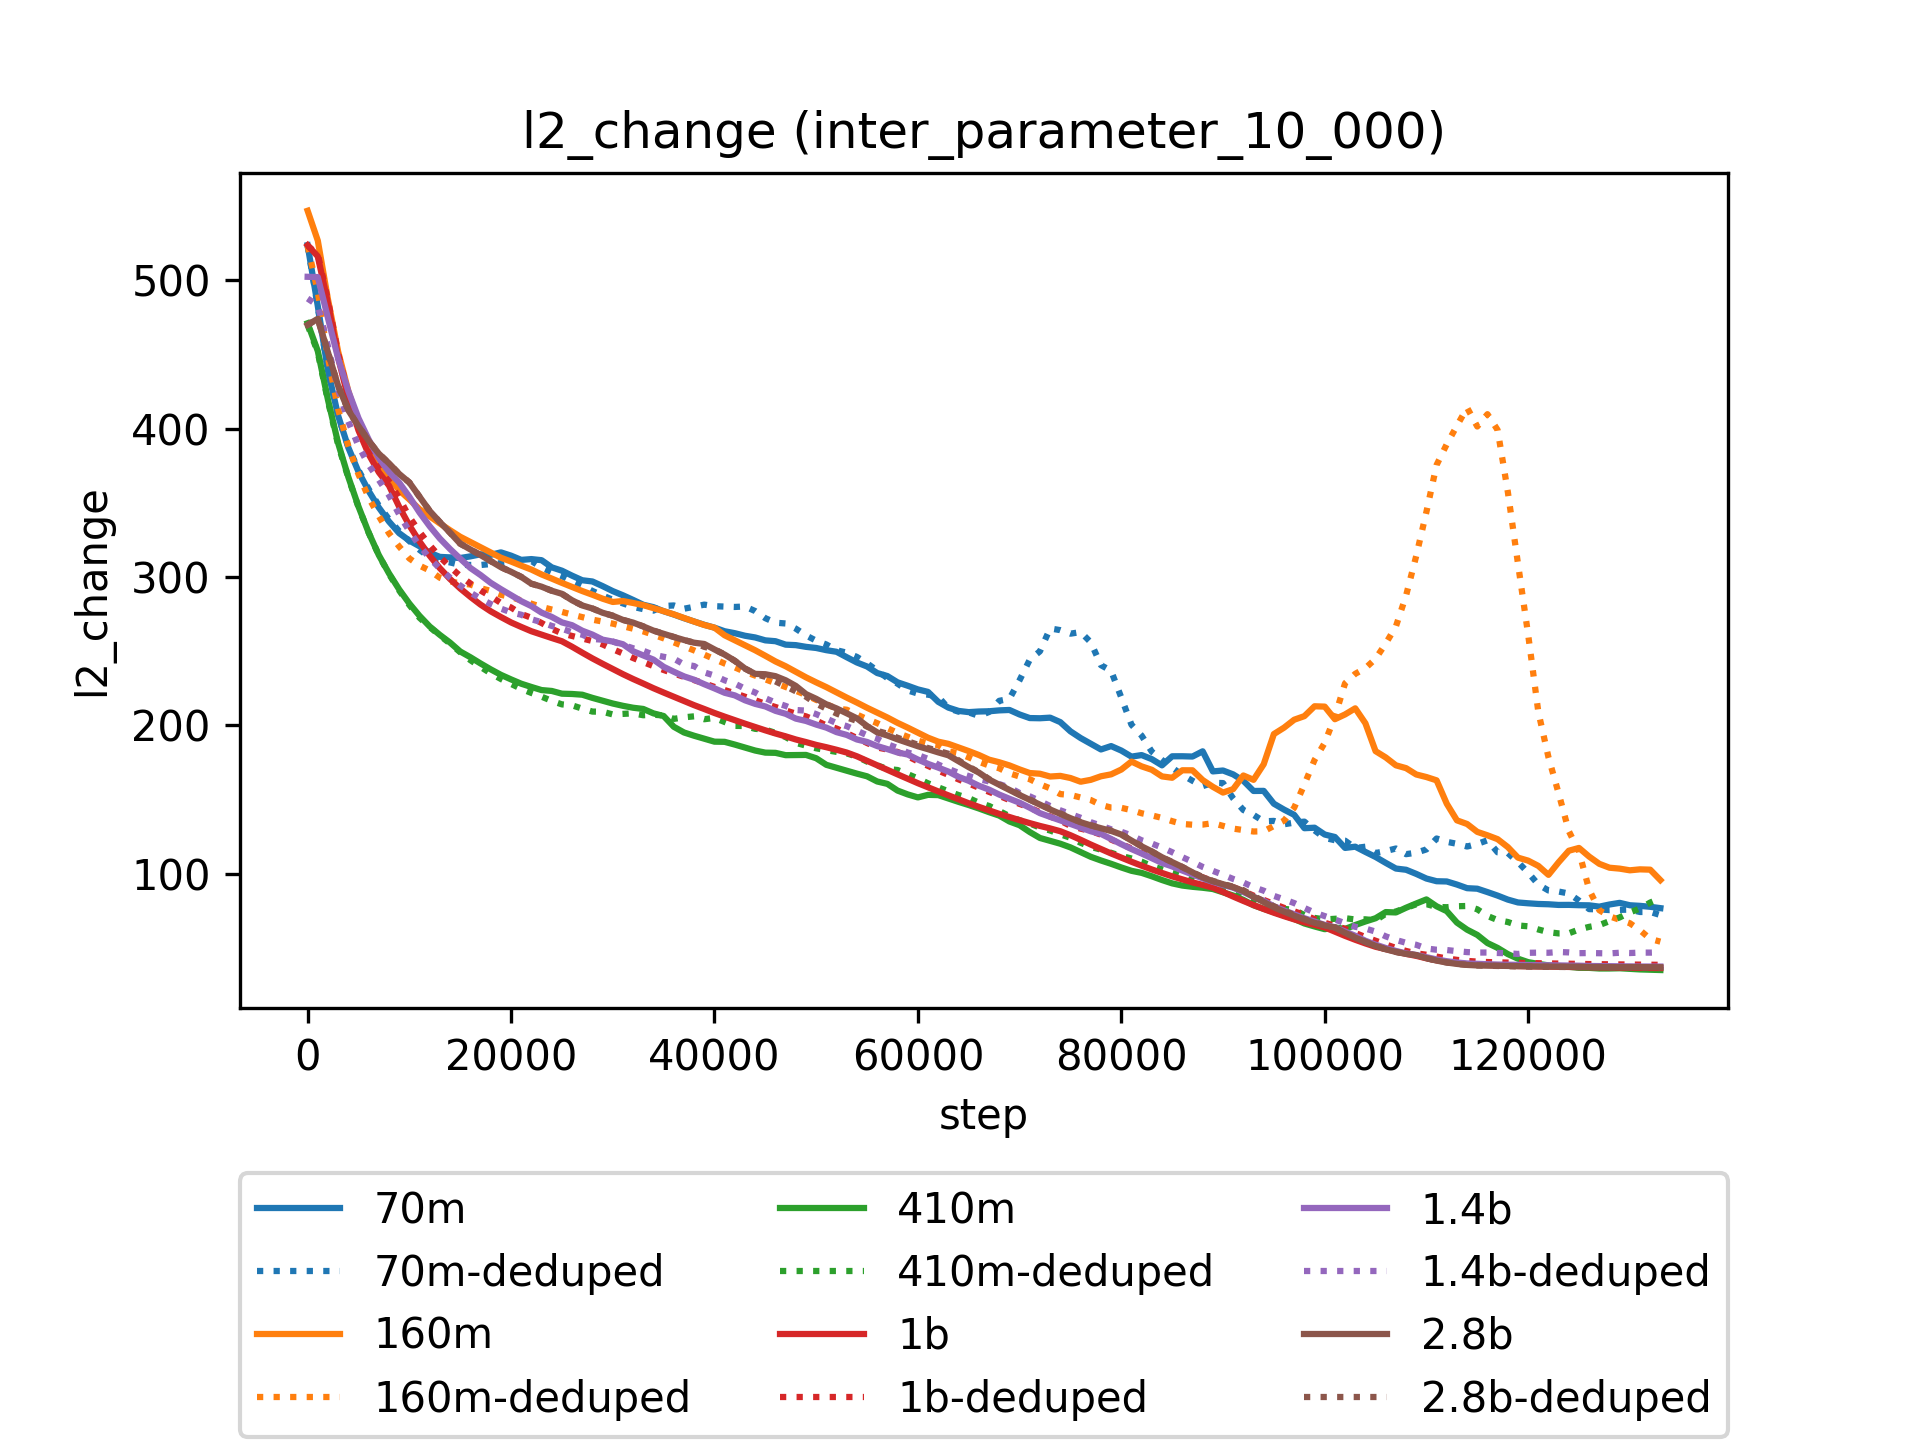 l2_change (inter_parameter_10_000)
l2_change
500
400
300
200
100
0 20000 40000 60000 80000 100000 120000
step
70m 410m 1.4b
70m-deduped 410m-deduped 1.4b-deduped
160m 1b 2.8b
160m-deduped 1b-deduped 2.8b-deduped